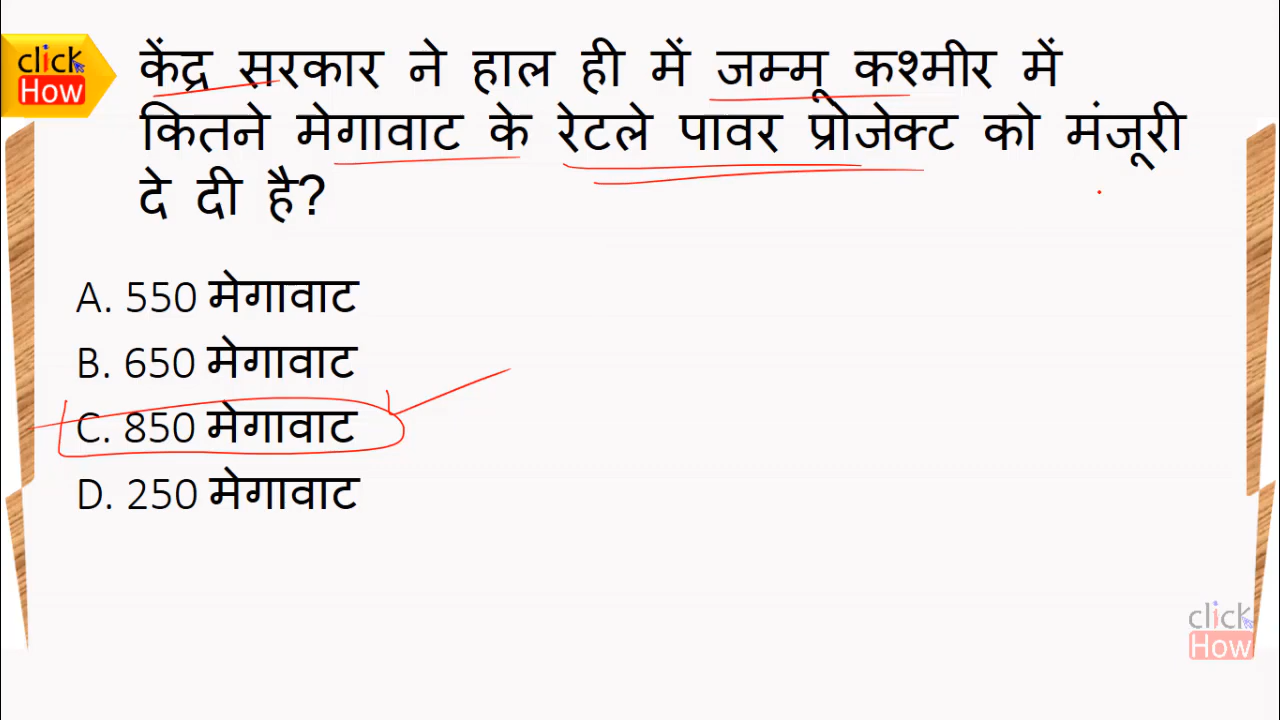 click
How
केंद्र सरकार ने हाल ही में जम्मू कश्मीर में
कितने मेगावाट के रेटले पावर प्रोजेक्ट को मंजूरी
दे दी है?
A. 550 मेगावाट
B. 650 मेगावाट
C. 850 मेगावाट
D. 250 मेगावाट
click
How